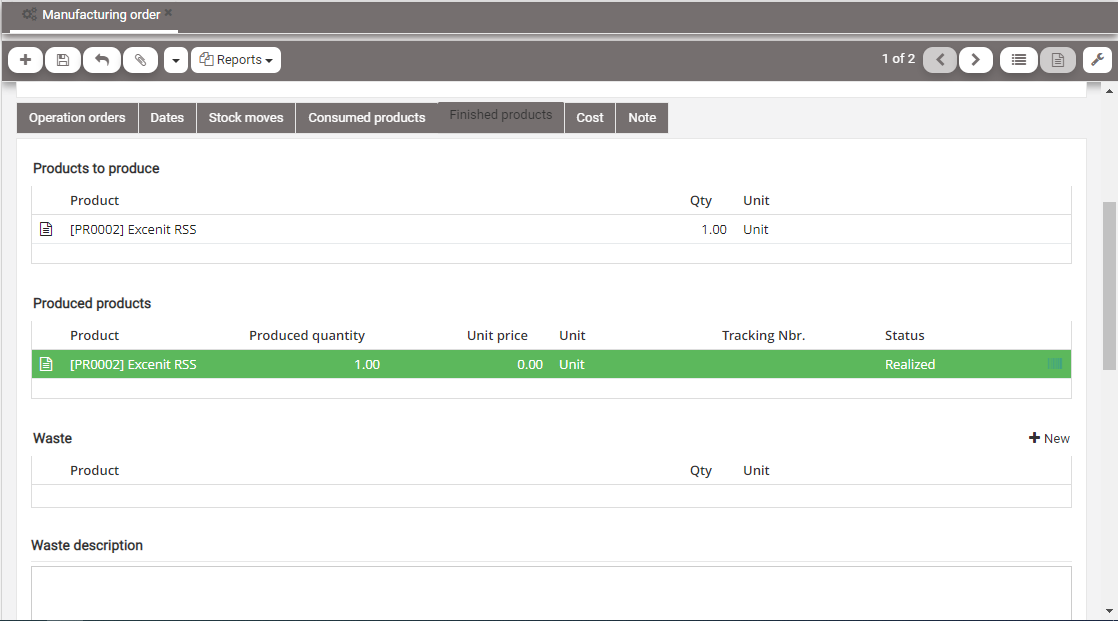 Manufacturing order
Reports
1 of 2
Operation orders Dates Stock moves Consumed products Finished products Cost Note
Products to produce
Product Qty Unit
[PR0002] Excenit RSS 1.00 Unit
Produced products
Product Produced quantity Unit price Unit Tracking Nbr. Status
[PR0002] Excenit RSS 1.00 0.00 Unit Realized
Waste
New
Product Qty Unit
Waste description